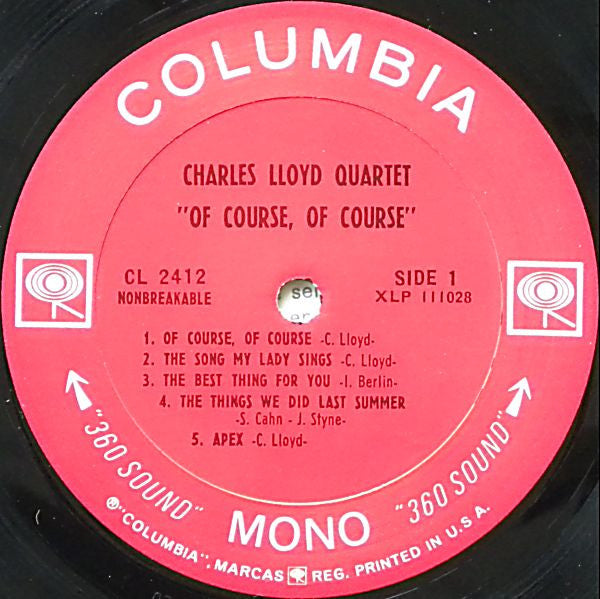 COLUMBIA
CHARLES LLOYD QUARTET
"OF COURSE, OF COURSE"
CL 2412
NONBREAKABLE
SIDE 1
XLP 111028
1. OF COURSE, OF COURSE -C. Lloyd-
2. THE SONG MY LADY SINGS -C. Lloyd-
3. THE BEST THING FOR YOU -I. Berlin-
4. THE THINGS WE DID LAST SUMMER
-S. Cahn - J. Styne-
5. APEX -C. Lloyd-
"360 SOUND"
MONO
"360 SOUND"
℗"COLUMBIA", MARCAS REG. PRINTED IN U.S.A.